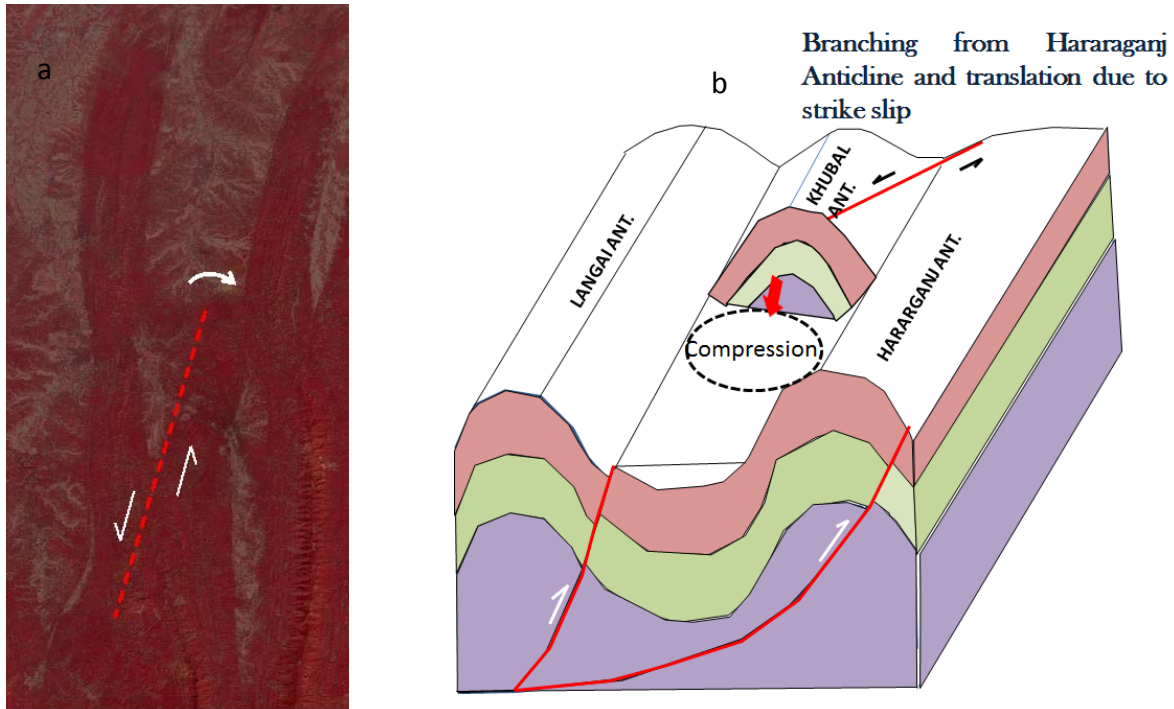 a
b
Branching from Hararaganj
Anticline and translation due to
strike slip
KHUBAL
ANT.
LANGAI ANT.
HARARGANJ ANT.
Compression